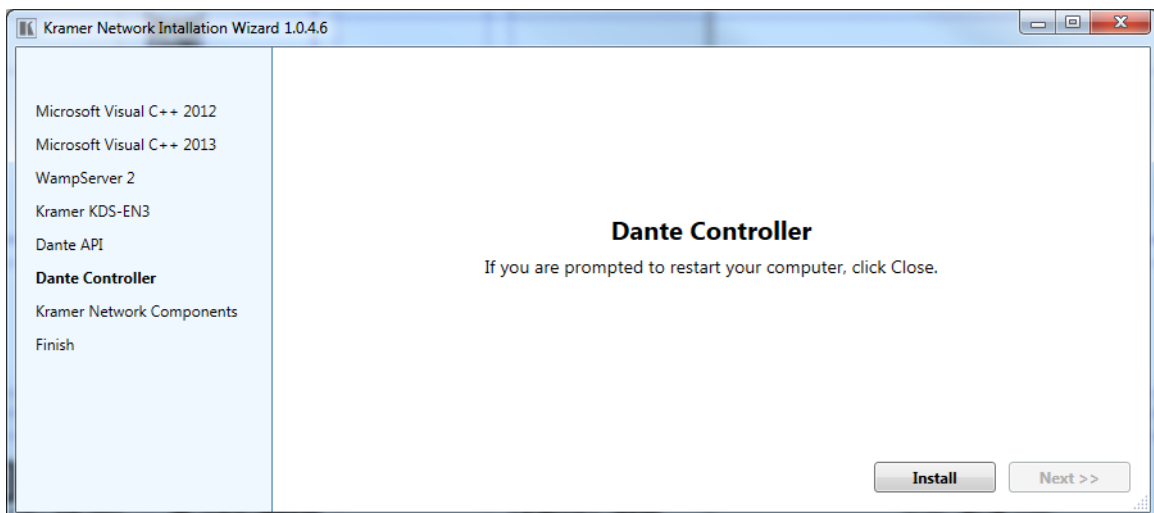 Kramer Network Intallation Wizard 1.0.4.6
Microsoft Visual C++ 2012
Microsoft Visual C++ 2013
WampServer 2
Kramer KDS-EN3
Dante API
Dante Controller
Kramer Network Components
Finish
Dante Controller
If you are prompted to restart your computer, click Close.
Install
Next >>